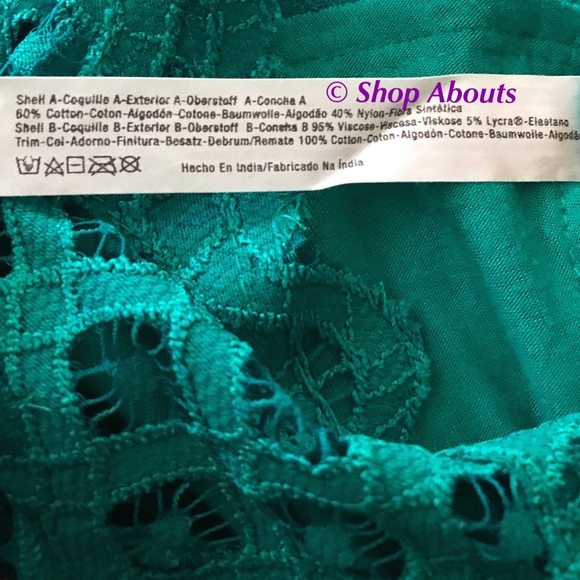 © Shop Abouts
Shell A-Coquille A-Exterior A-Oberstoff A-Concha A
60% Cotton-Coton-Algodón-Cotone-Baumwolle-Algodão 40% Nylon-Fibra Sintética
Shell B-Coquille B-Exterior B-Oberstoff B-Concha B 95% Viscose-Viscosa-Viskose 5% Lycra®-Elastano
Trim-Col-Adorno-Finitura-Besatz-Debrum/Remate 100% Cotton-Coton-Algodón-Cotone-Baumwolle-Algodã
Hecho En India/Fabricado Na Índia